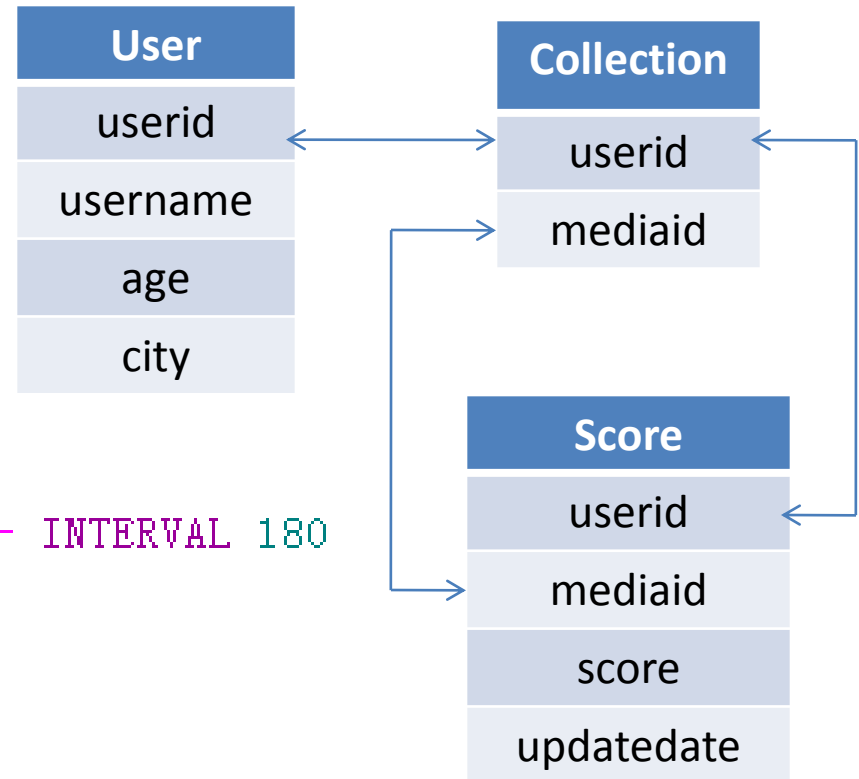 User
userid
username
age
city
Collection
userid
mediaid
- INTERVAL 180
Score
userid
mediaid
score
updatedate